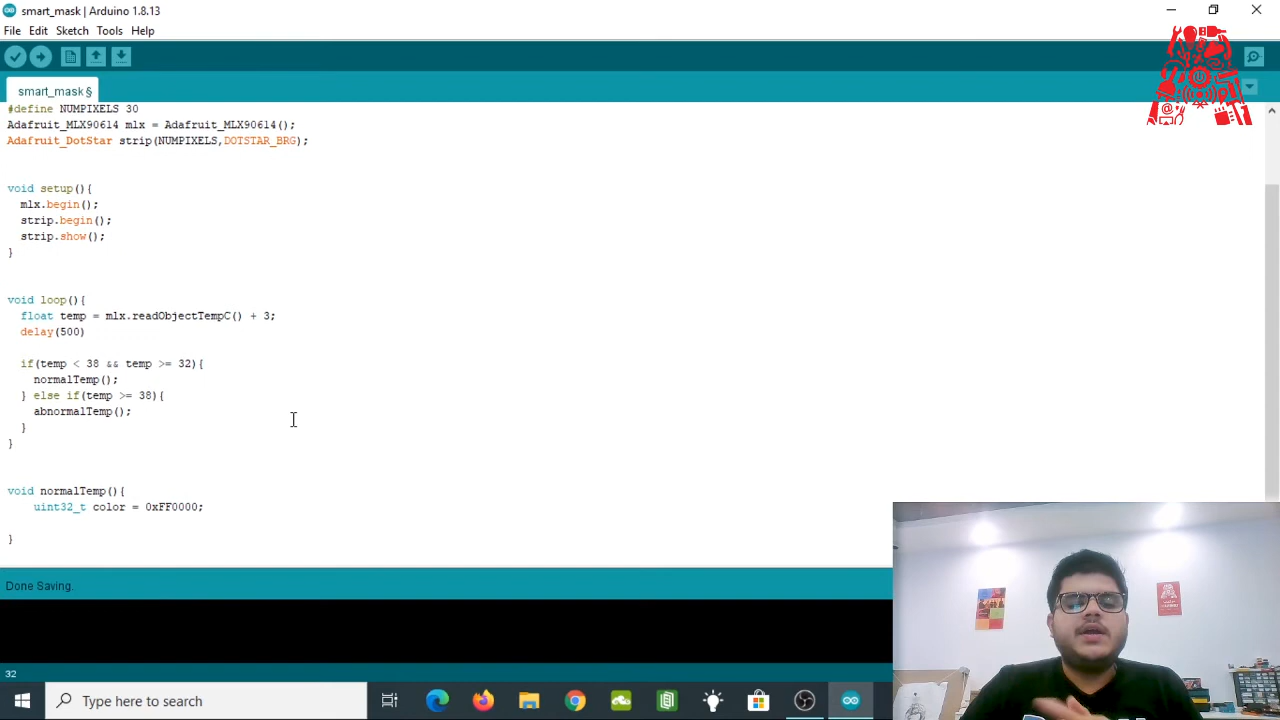 smart_mask | Arduino 1.8.13
File Edit Sketch Tools Help
smart_mask §
#define NUMPIXELS 30
Adafruit_MLX90614 mlx = Adafruit_MLX90614();
Adafruit_DotStar strip(NUMPIXELS,DOTSTAR_BRG);
void setup(){
mlx.begin();
strip.begin();
strip.show();
}
void loop(){
float temp = mlx.readObjectTempC() + 3;
delay(500)
if(temp < 38 && temp >= 32){
normalTemp();
} else if(temp >= 38){
abnormalTemp();
}
}
void normalTemp(){
uint32_t color = 0xFF0000;
}
Done Saving.
32
Type here to search